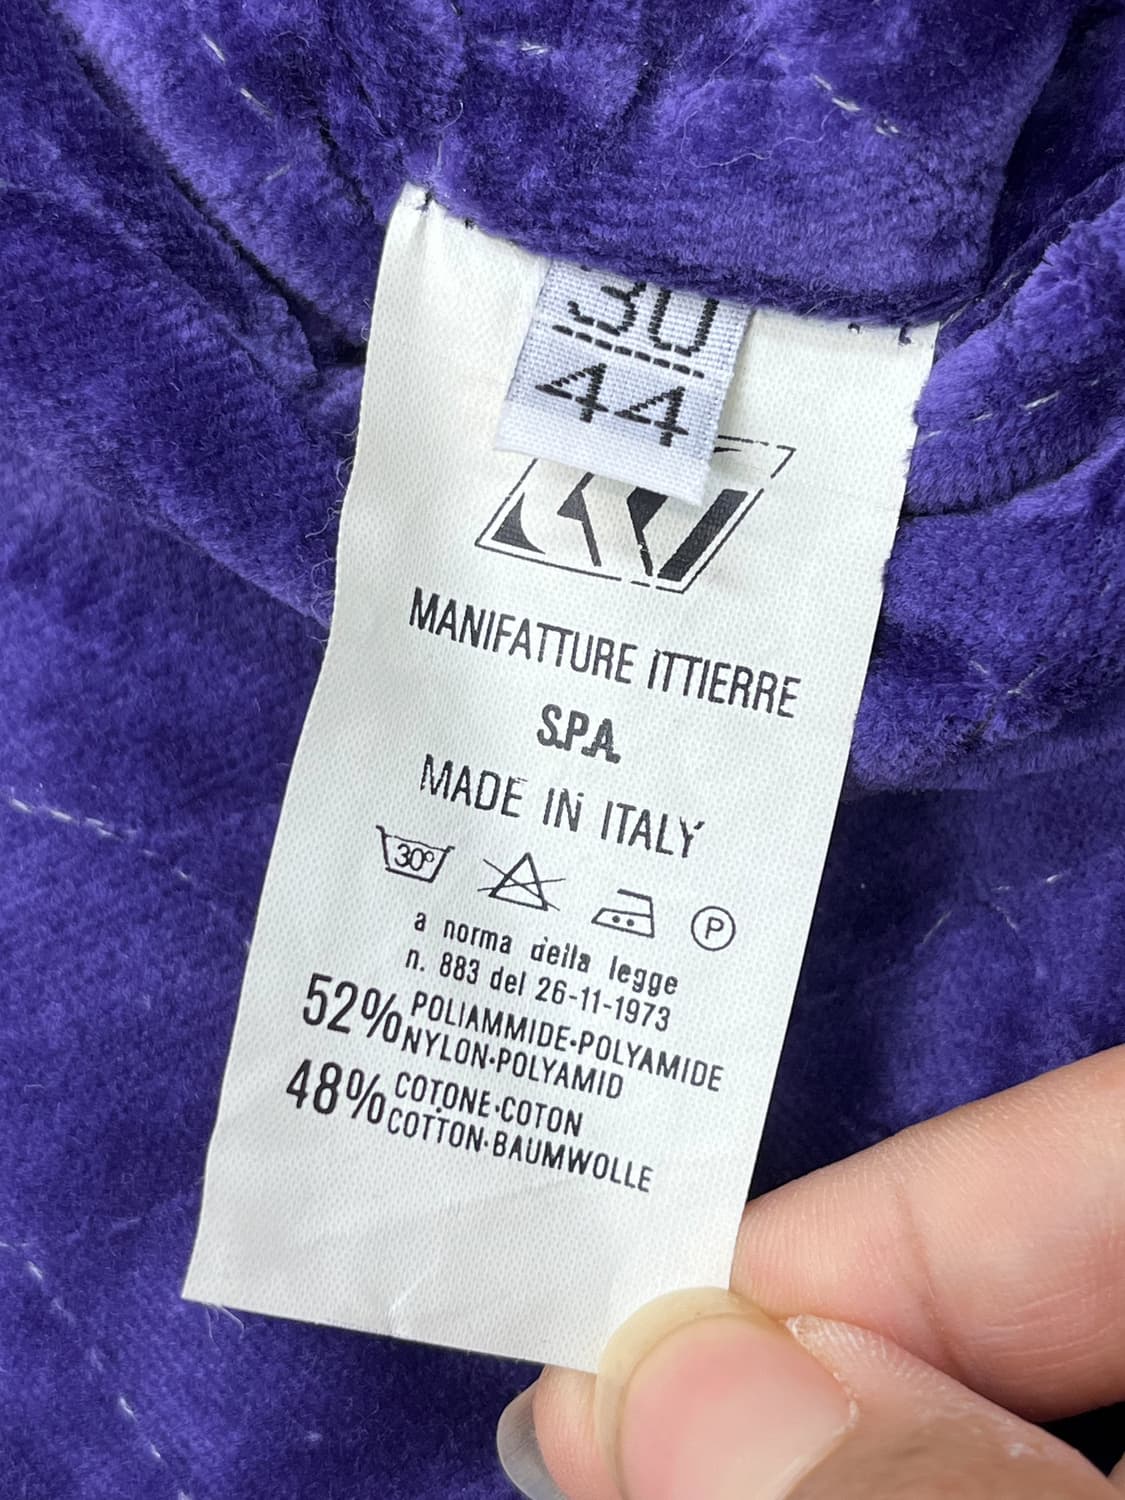 30
44
MANIFATTURE ITTIERRE
S.P.A.
MADE IN ITALY
30° P
a norma della legge
n. 883 del 26-11-1973
52% POLIAMMIDE·POLYAMIDE
NYLON·POLYAMID
48% COTONE·COTON
COTTON·BAUMWOLLE